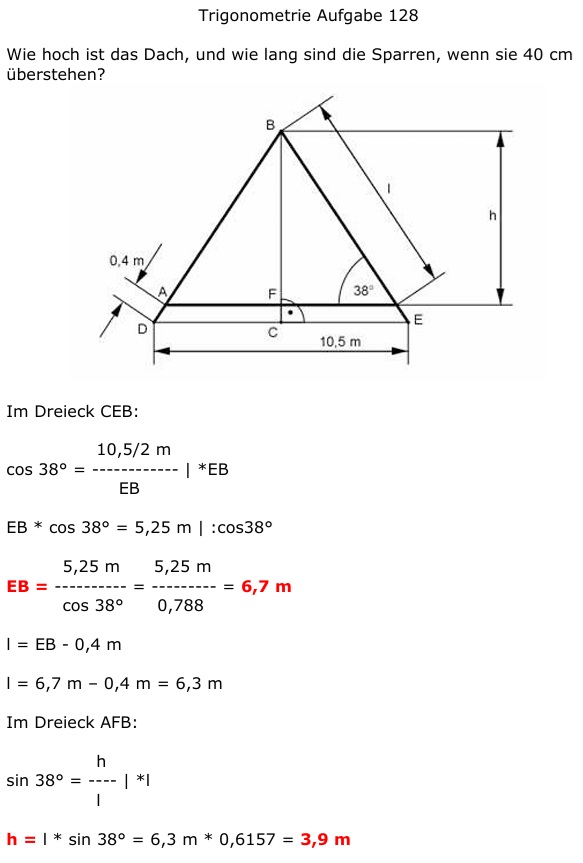 Trigonometrie Aufgabe 128
Wie hoch ist das Dach, und wie lang sind die Sparren, wenn sie 40 cm
überstehen?
B
l
h
0,4 m
A
F
38°
D
C
E
10,5 m
Im Dreieck CEB:
10,5/2 m
cos 38° = ------------ | *EB
EB
EB * cos 38° = 5,25 m | :cos38°
5,25 m 5,25 m
EB = ---------- = --------- = 6,7 m
cos 38° 0,788
l = EB - 0,4 m
l = 6,7 m – 0,4 m = 6,3 m
Im Dreieck AFB:
h
sin 38° = ---- | *l
l
h = l * sin 38° = 6,3 m * 0,6157 = 3,9 m